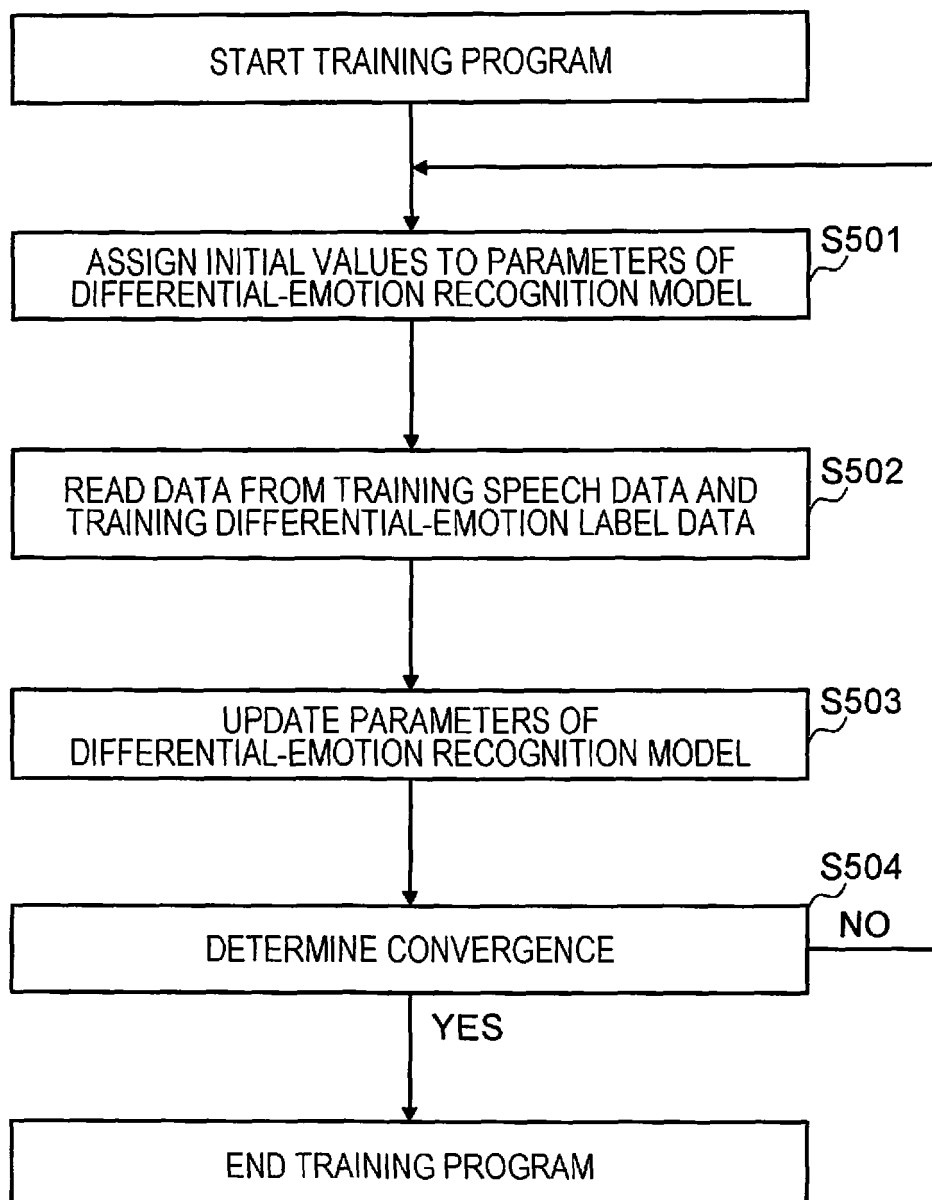 START TRAINING PROGRAM
S501
ASSIGN INITIAL VALUES TO PARAMETERS OF
DIFFERENTIAL-EMOTION RECOGNITION MODEL
S502
READ DATA FROM TRAINING SPEECH DATA AND
TRAINING DIFFERENTIAL-EMOTION LABEL DATA
S503
UPDATE PARAMETERS OF
DIFFERENTIAL-EMOTION RECOGNITION MODEL
S504
DETERMINE CONVERGENCE
NO
YES
END TRAINING PROGRAM